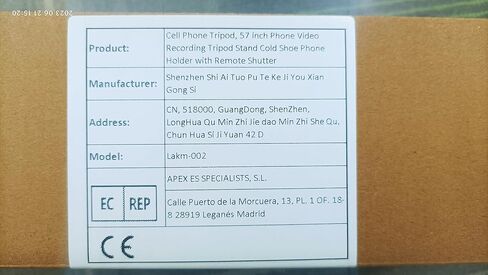 2023 06 21 15 20
Product:
Cell Phone Tripod, 57 inch Phone Video
Recording Tripod Stand Cold Shoe Phone
Holder with Remote Shutter
Manufacturer:
Shenzhen Shi Ai Tuo Pu Te Ke Ji You Xian
Gong Si
Address:
CN, 518000, GuangDong, ShenZhen,
LongHua Qu Min Zhi Jie dao Min Zhi She Qu,
Chun Hua Si Ji Yuan 42 D
Model:
Lakm-002
EC REP
APEX ES SPECIALISTS, S.L.
Calle Puerto de la Morcuera, 13, PL. 1 OF. 18-
8 28919 Leganés Madrid
CE